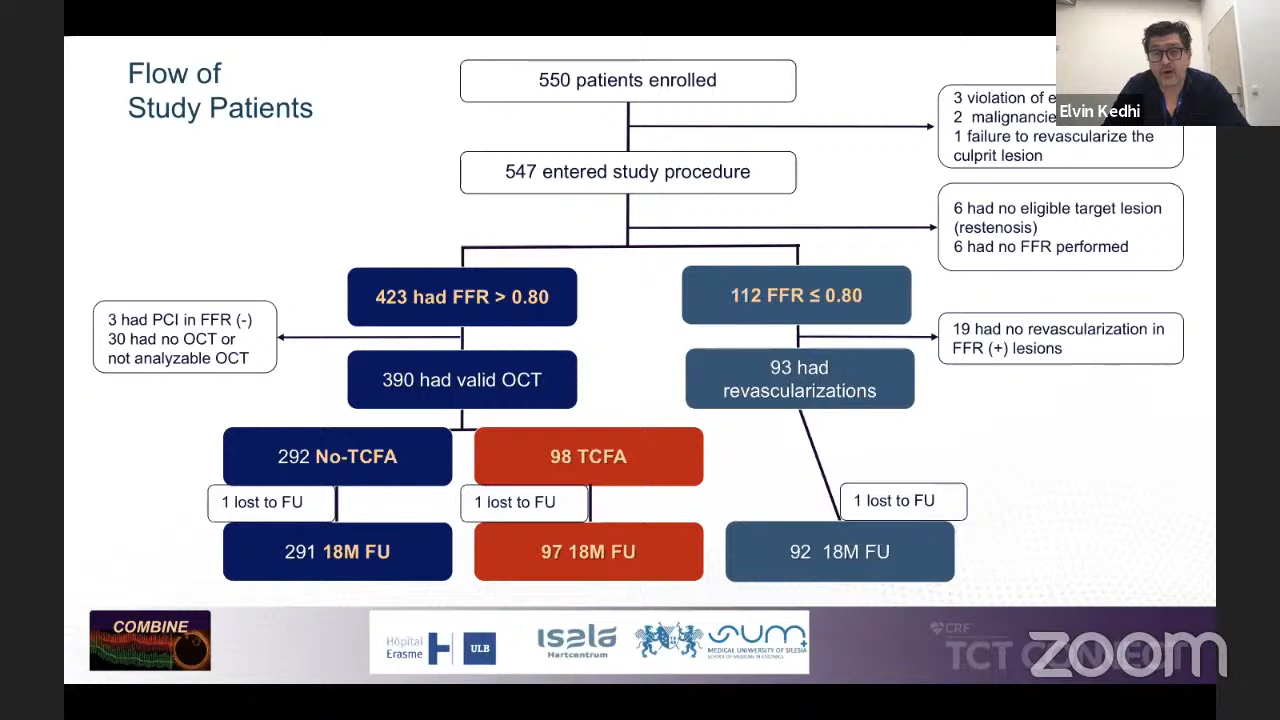 Flow of
Study Patients
550 patients enrolled
3 violation of
2 malignancie
1 failure to revascularize the
culprit lesion
Elvin Kedhi
547 entered study procedure
6 had no eligible target lesion
(restenosis)
6 had no FFR performed
423 had FFR > 0.80
112 FFR ≤ 0.80
3 had PCI in FFR (-)
30 had no OCT or
not analyzable OCT
19 had no revascularization in
FFR (+) lesions
390 had valid OCT
93 had
revascularizations
292 No-TCFA
98 TCFA
1 lost to FU
1 lost to FU
1 lost to FU
291 18M FU
97 18M FU
92 18M FU
COMBINE
Hôpital
Erasme
H
ULB
isala
Hartcentrum
sum
MEDICAL UNIVERSITY OF SILESIA
CRF
TCT CONNECT
zoom